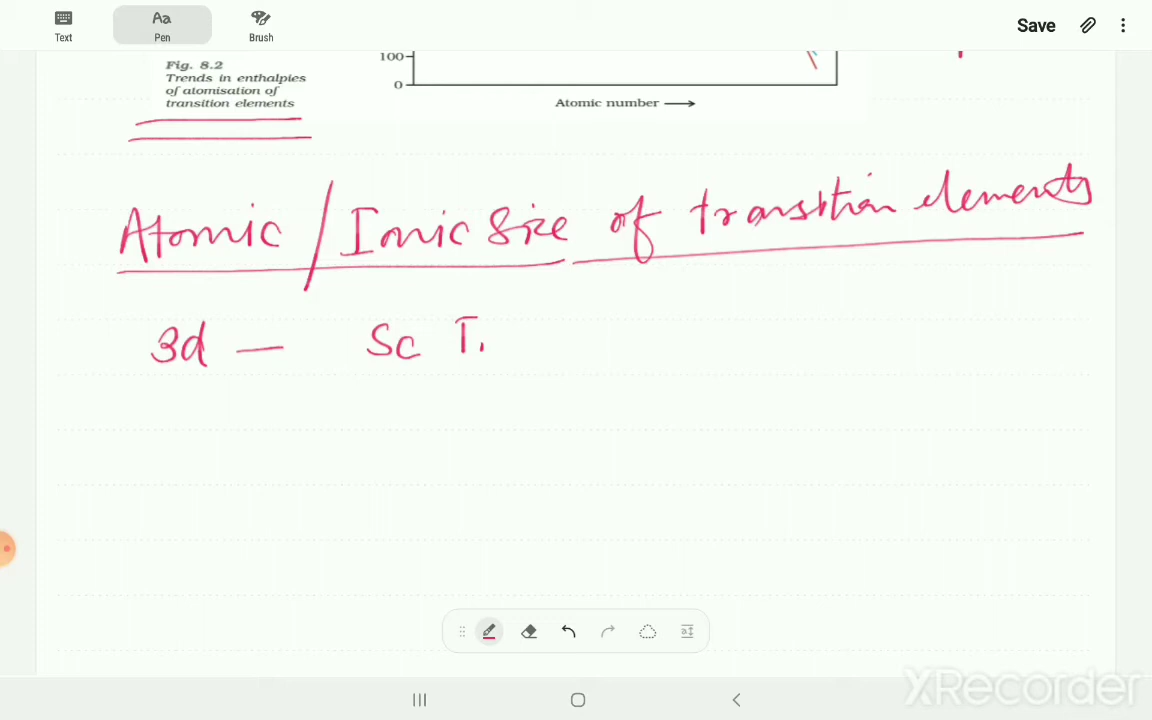 Text
Aa
Pen
Brush
Save
100
Fig. 8.2
Trends in enthalpies
of atomisation of
transition elements
0
Atomic number
Atomic / Ionic Size of transition elements
3d — Sc T.
XRecorder